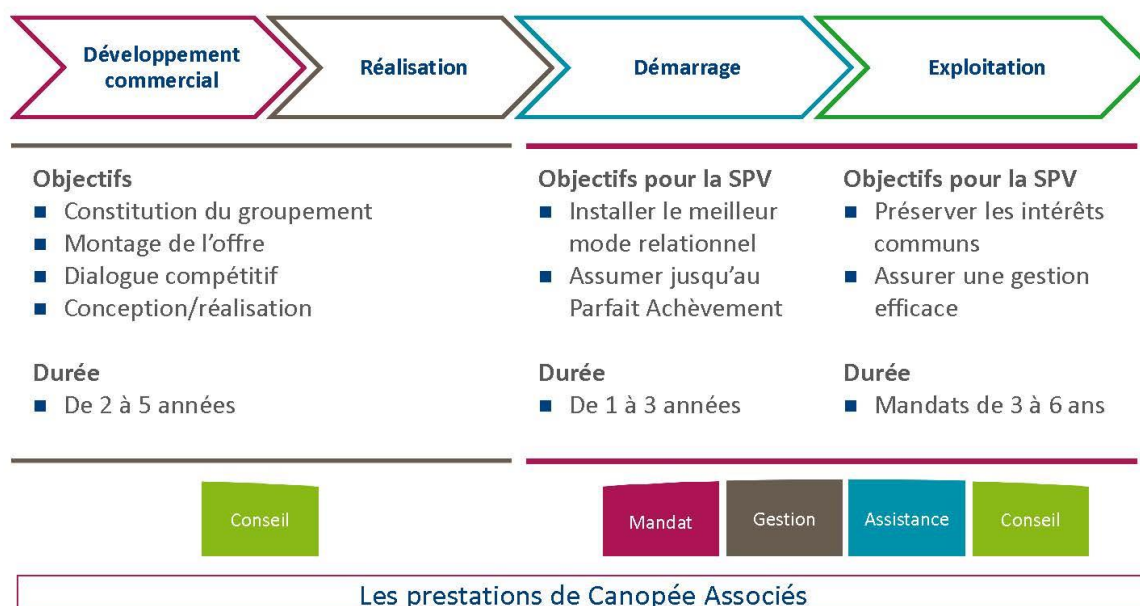 Développement
commercial
Réalisation
Démarrage
Exploitation
Objectifs
Constitution du groupement
Montage de l’offre
Dialogue compétitif
Conception/réalisation
Durée
De 2 à 5 années
Objectifs pour la SPV
Installer le meilleur
mode relationnel
Assumer jusqu’au
Parfait Achèvement
Durée
De 1 à 3 années
Objectifs pour la SPV
Préserver les intérêts
communs
Assurer une gestion
efficace
Durée
Mandats de 3 à 6 ans
Conseil
Mandat
Gestion
Assistance
Conseil
Les prestations de Canopée Associés